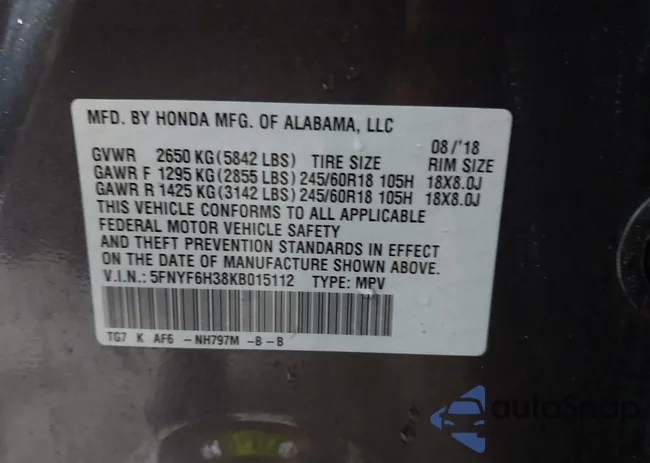 MFD. BY HONDA MFG. OF ALABAMA, LLC
08/'18
GVWR 2650 KG (5842 LBS) TIRE SIZE RIM SIZE
GAWR F 1295 KG (2855 LBS) 245/60R18 105H 18X8.0J
GAWR R 1425 KG (3142 LBS) 245/60R18 105H 18X8.0J
THIS VEHICLE CONFORMS TO ALL APPLICABLE
FEDERAL MOTOR VEHICLE SAFETY
AND THEFT PREVENTION STANDARDS IN EFFECT
ON THE DATE OF MANUFACTURE SHOWN ABOVE.
V.I.N.: 5FNYF6H38KB015112 TYPE: MPV
TG7 K AF6 - NH797M - B - B
autoSnap